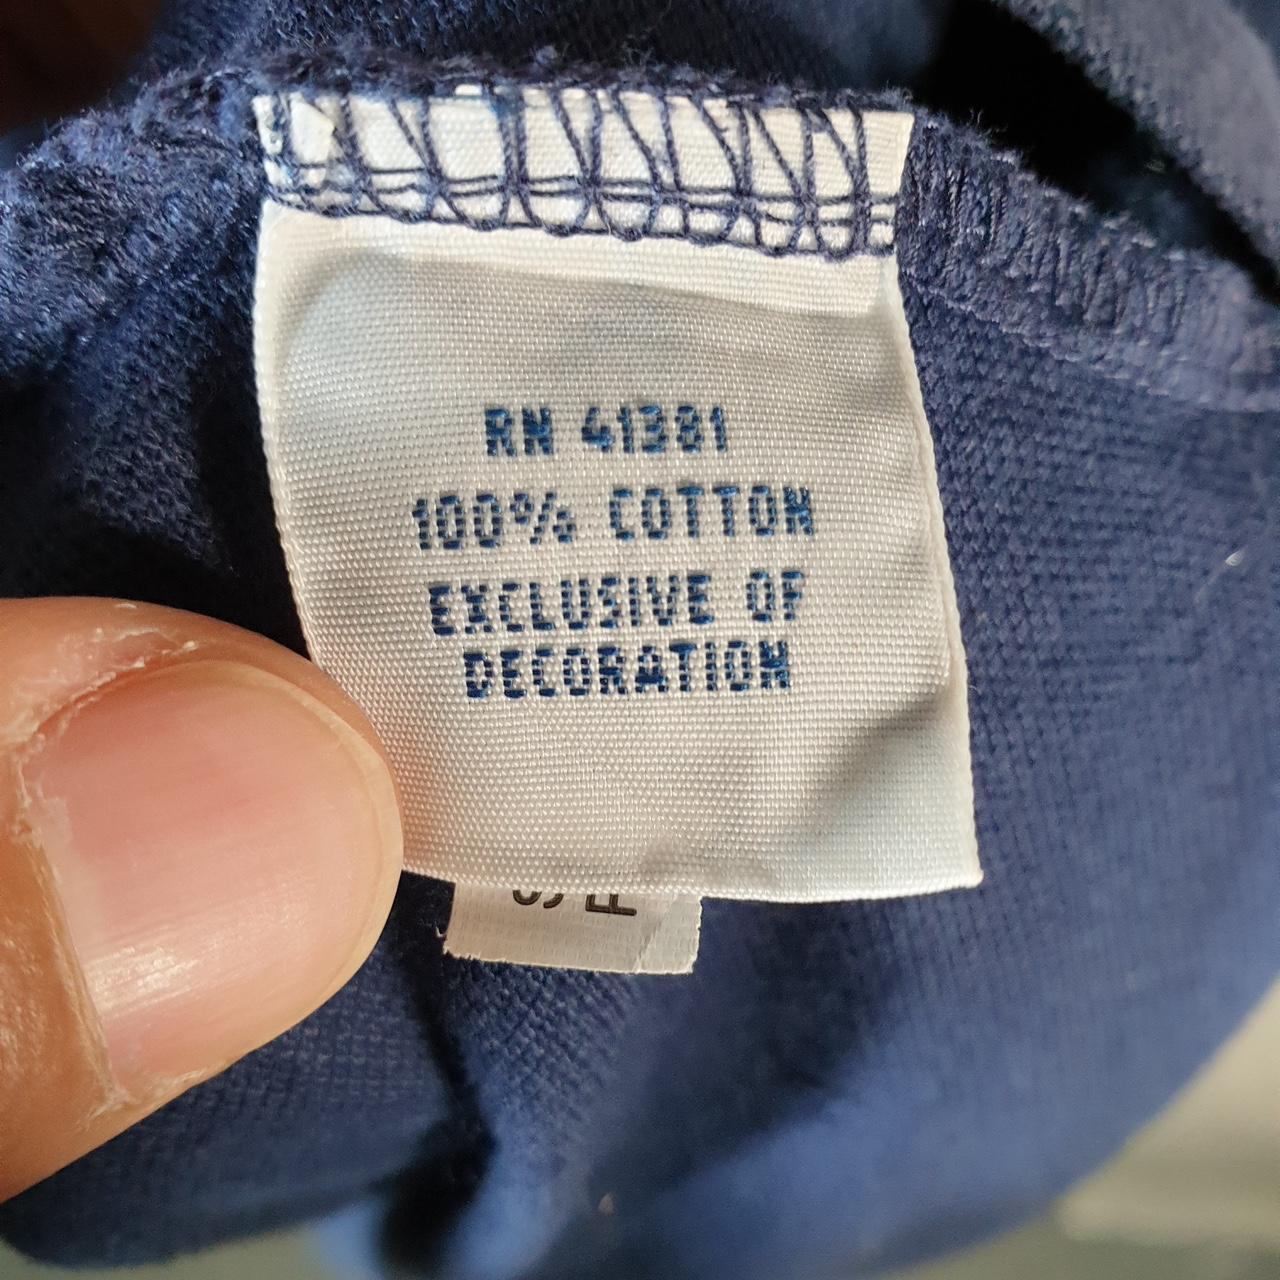 RN 41381
100% COTTON
EXCLUSIVE OF
DECORATION